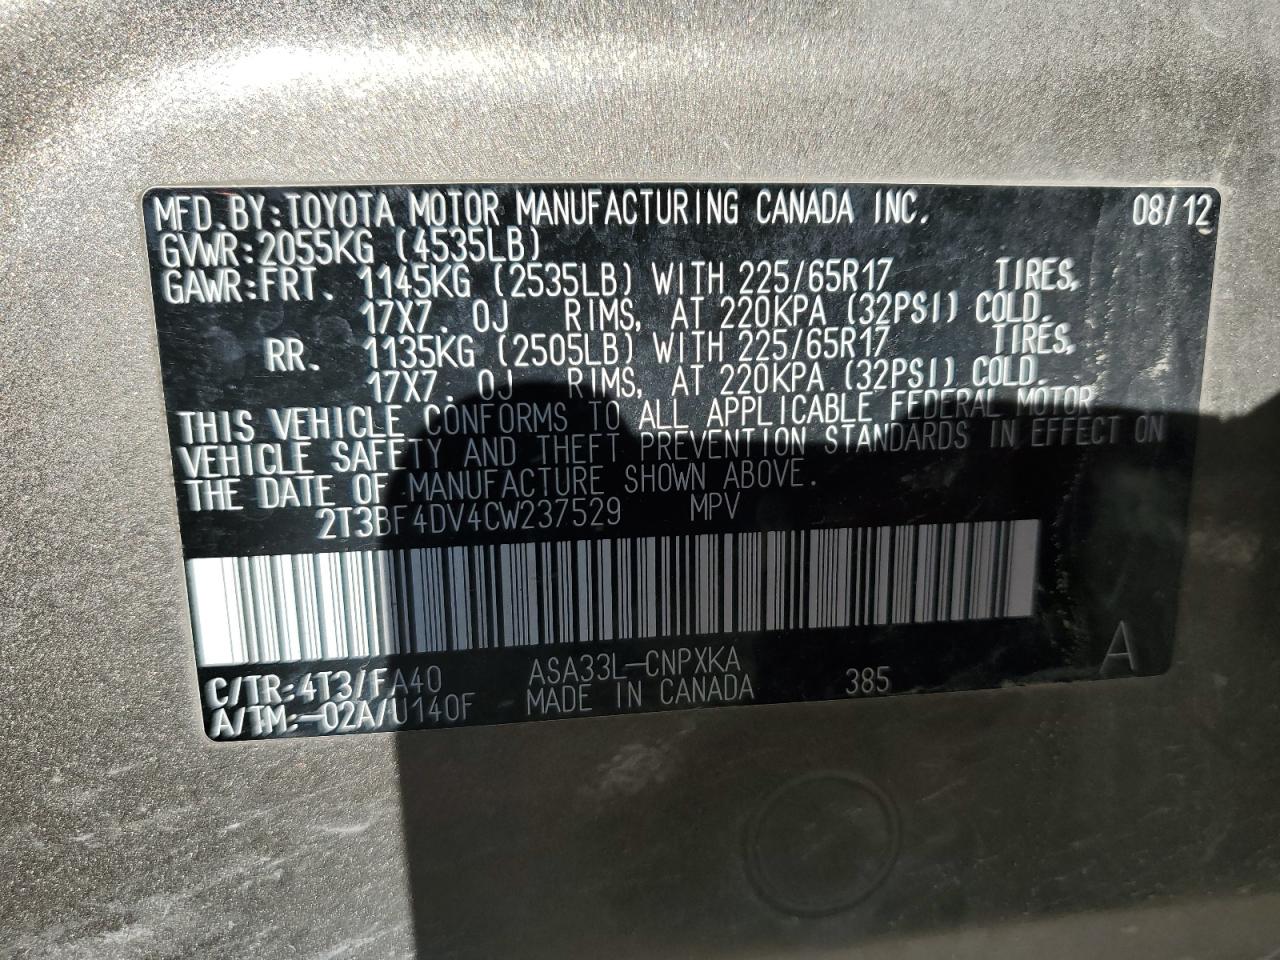 MFD.BY:TOYOTA MOTOR MANUFACTURING CANADA INC. 08/12
GVWR:2055KG (4535LB)
GAWR:FRT. 1145KG (2535LB) WITH 225/65R17 TIRES,
17X7.0J RIMS, AT 220KPA (32PSI) COLD.
RR. 1135KG (2505LB) WITH 225/65R17 TIRES,
17X7.0J RIMS, AT 220KPA (32PSI) COLD.
THIS VEHICLE CONFORMS TO ALL APPLICABLE FEDERAL MOTOR
VEHICLE SAFETY AND THEFT PREVENTION STANDARDS IN EFFECT ON
THE DATE OF MANUFACTURE SHOWN ABOVE.
2T3BF4DV4CW237529 MPV
C/TR:4T3/FA40 ASA33L-CNPXKA 385 A
A/TM:-02A/U140F MADE IN CANADA